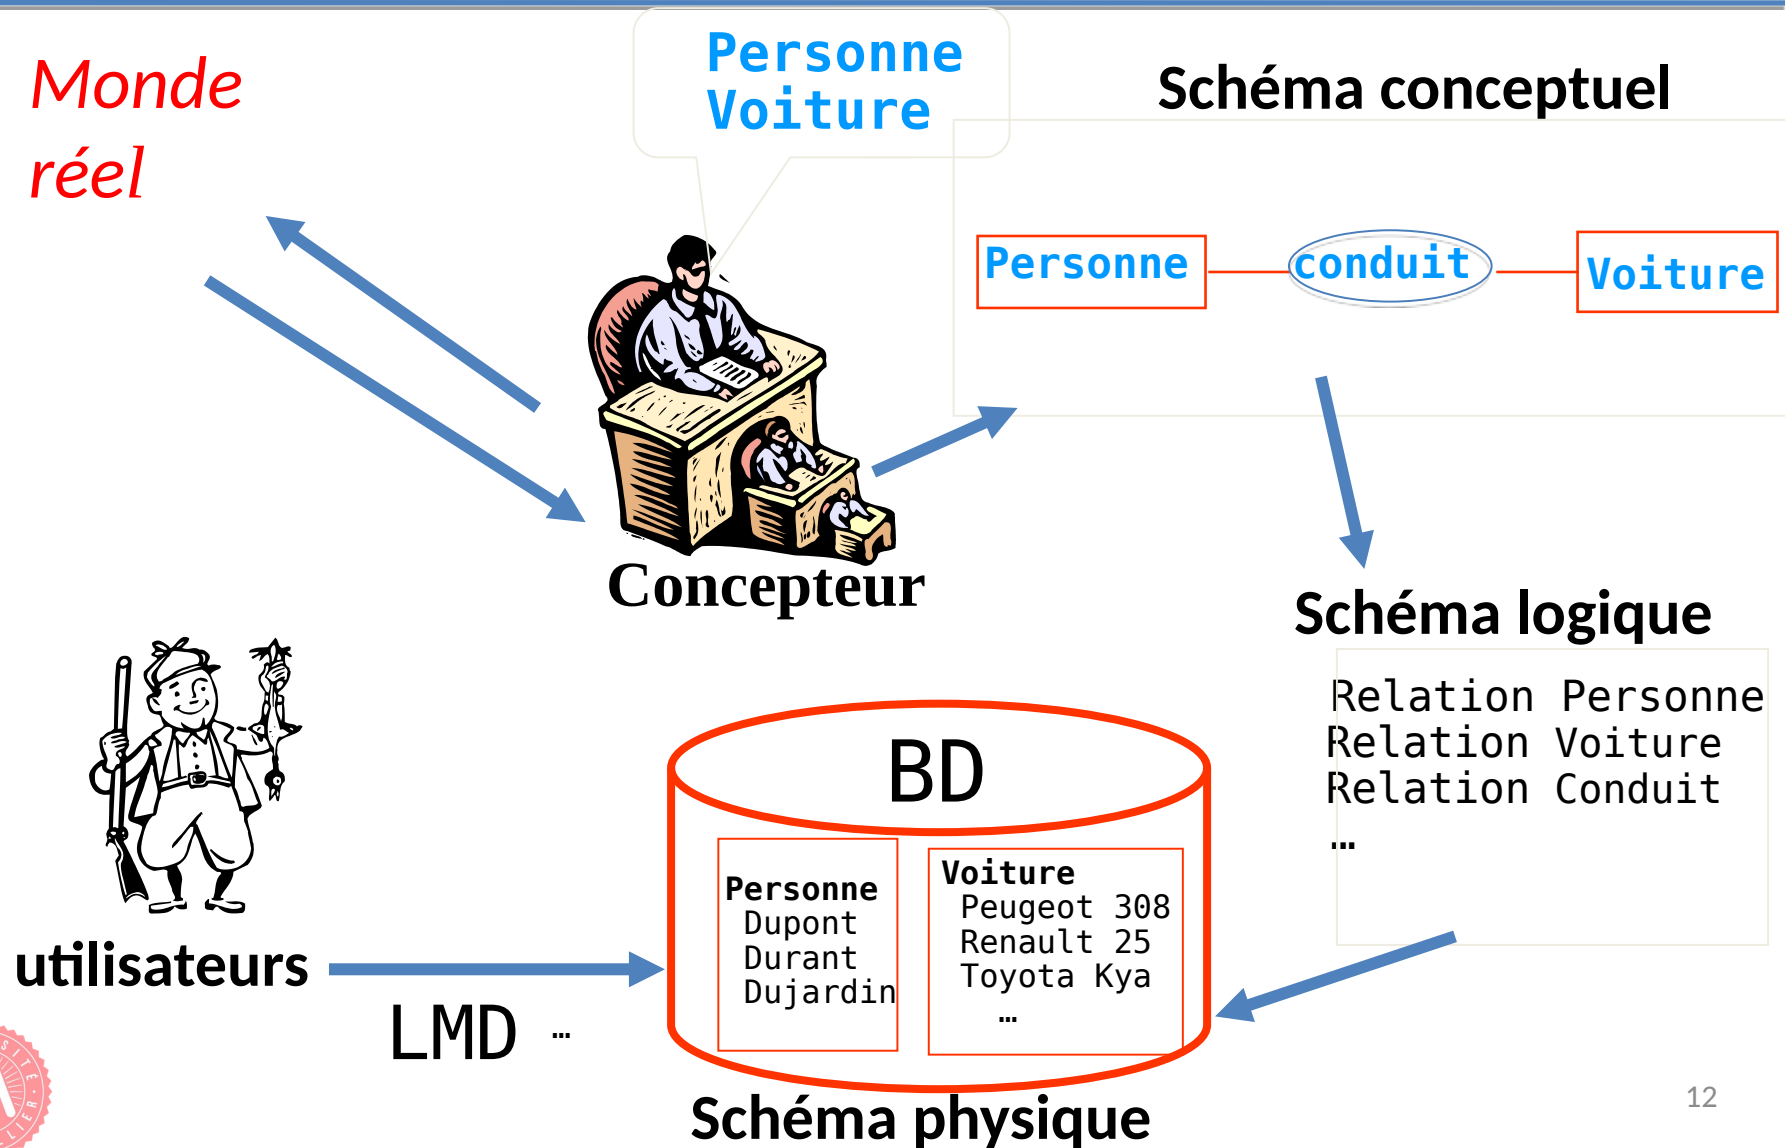 Monde
réel
Personne
Voiture
Schéma conceptuel
Personne
conduit
Voiture
Concepteur
Schéma logique
Relation Personne
Relation Voiture
Relation Conduit
…
BD
Personne
Dupont
Durant
Dujardin
Voiture
Peugeot 308
Renault 25
Toyota Kya
…
utilisateurs
LMD …
Schéma physique
12